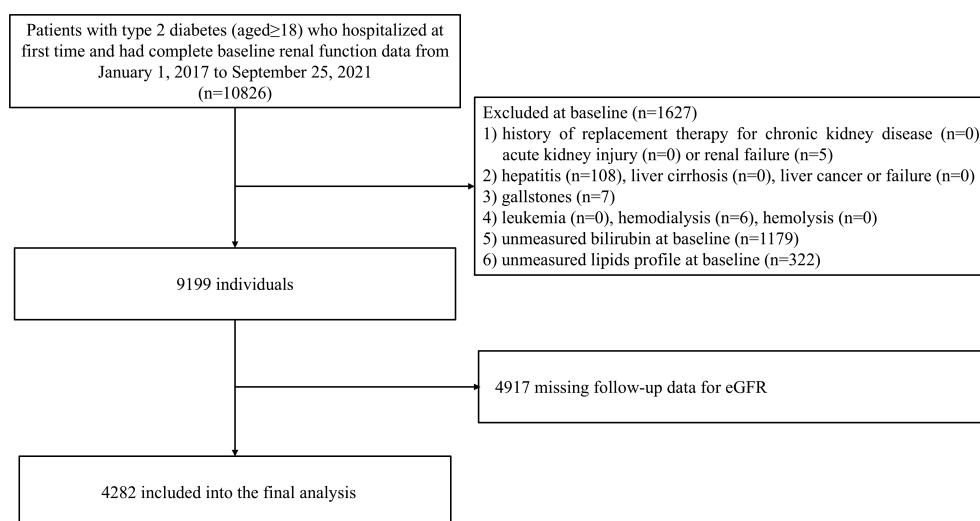 Patients with type 2 diabetes (aged≥18) who hospitalized at
first time and had complete baseline renal function data from
January 1, 2017 to September 25, 2021
(n=10826)
Excluded at baseline (n=1627)
1) history of replacement therapy for chronic kidney disease (n=0)
acute kidney injury (n=0) or renal failure (n=5)
2) hepatitis (n=108), liver cirrhosis (n=0), liver cancer or failure (n=0)
3) gallstones (n=7)
4) leukemia (n=0), hemodialysis (n=6), hemolysis (n=0)
5) unmeasured bilirubin at baseline (n=1179)
6) unmeasured lipids profile at baseline (n=322)
9199 individuals
4917 missing follow-up data for eGFR
4282 included into the final analysis